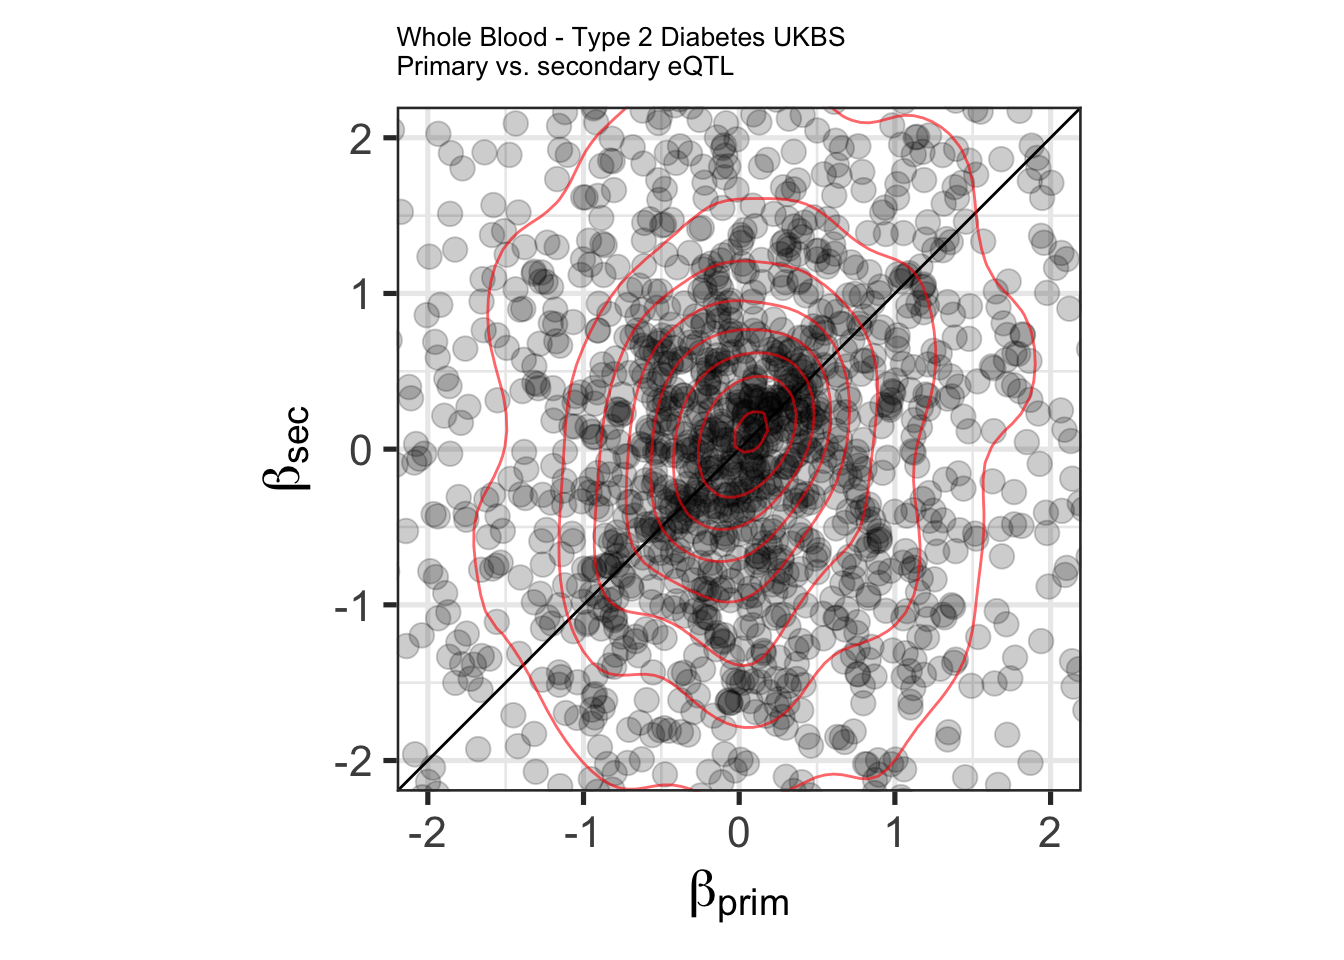 Whole Blood - Type 2 Diabetes UKBS
Primary vs. secondary eQTL
2
1
0
-1
-2
βsec
-2 -1 0 1 2
βprim